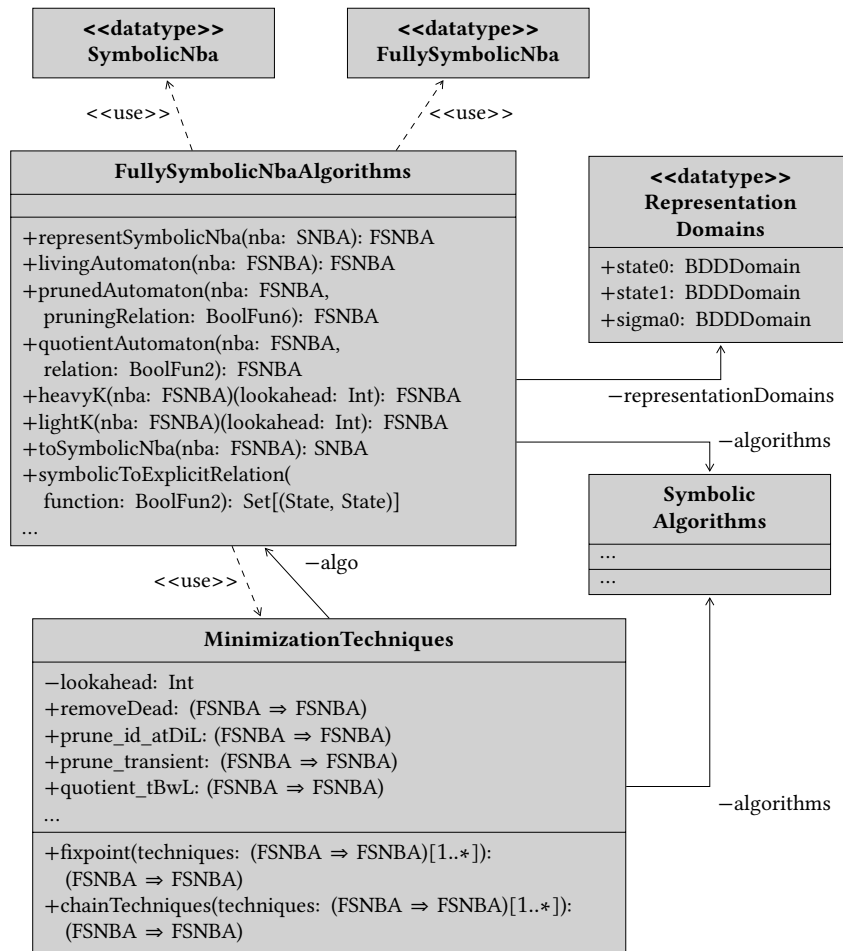 <<datatype>>
SymbolicNba
<<datatype>>
FullySymbolicNba
<<use>>
<<use>>
FullySymbolicNbaAlgorithms
+representSymbolicNba(nba: SNBA): FSNBA
+livingAutomaton(nba: FSNBA): FSNBA
+prunedAutomaton(nba: FSNBA,
pruningRelation: BoolFun6): FSNBA
+quotientAutomaton(nba: FSNBA,
relation: BoolFun2): FSNBA
+heavyK(nba: FSNBA)(lookahead: Int): FSNBA
+lightK(nba: FSNBA)(lookahead: Int): FSNBA
+toSymbolicNba(nba: FSNBA): SNBA
+symbolicToExplicitRelation(
function: BoolFun2): Set[(State, State)]
...
<<datatype>>
Representation
Domains
+state0: BDDDomain
+state1: BDDDomain
+sigma0: BDDDomain
−representationDomains
−algorithms
Symbolic
Algorithms
...
...
<<use>>
−algo
MinimizationTechniques
−lookahead: Int
+removeDead: (FSNBA ⇒ FSNBA)
+prune_id_atDiL: (FSNBA ⇒ FSNBA)
+prune_transient: (FSNBA ⇒ FSNBA)
+quotient_tBwL: (FSNBA ⇒ FSNBA)
...
+fixpoint(techniques: (FSNBA ⇒ FSNBA)[1..*]):
(FSNBA ⇒ FSNBA)
+chainTechniques(techniques: (FSNBA ⇒ FSNBA)[1..*]):
(FSNBA ⇒ FSNBA)
−algorithms